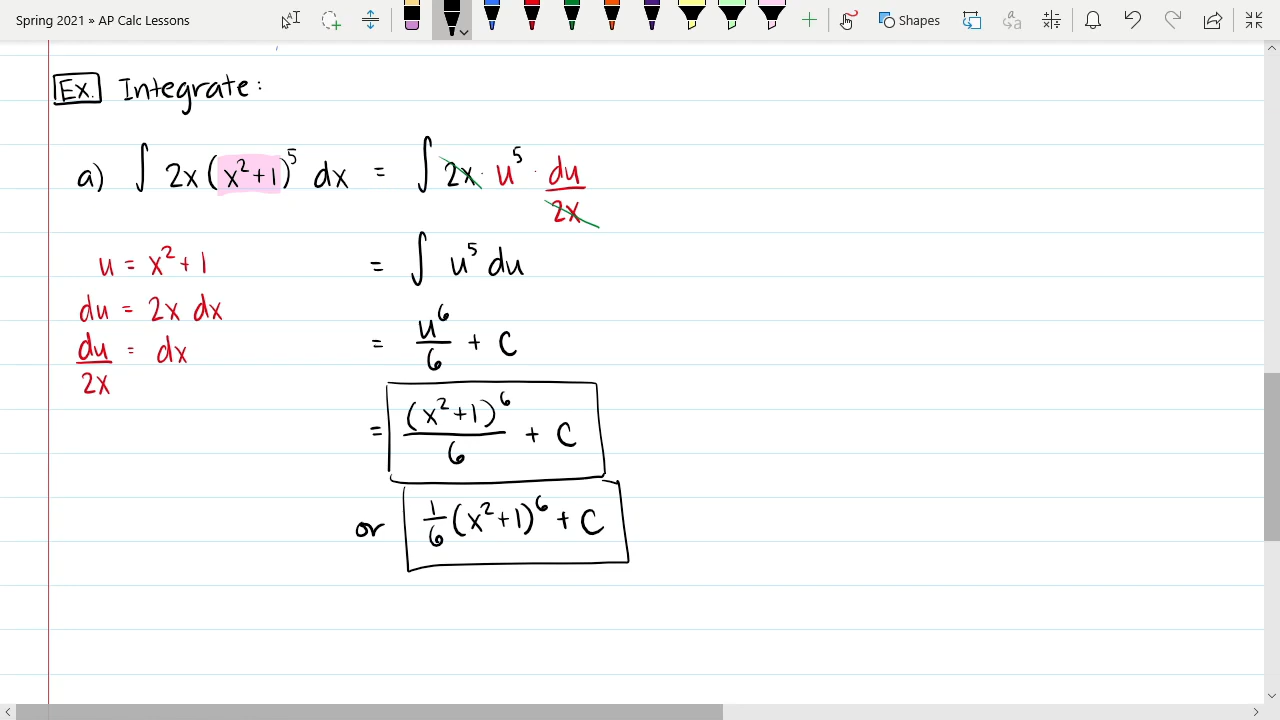 Spring 2021 » AP Calc Lessons
Shapes
Ex. Integrate:
a) ∫ 2x (x²+1)⁵ dx = ∫ 2x · u⁵ · du/2x
u = x²+1
du = 2x dx
du/2x = dx
= ∫ u⁵ du
= u⁶/6 + C
= (x²+1)⁶/6 + C
or 1/6 (x²+1)⁶ + C